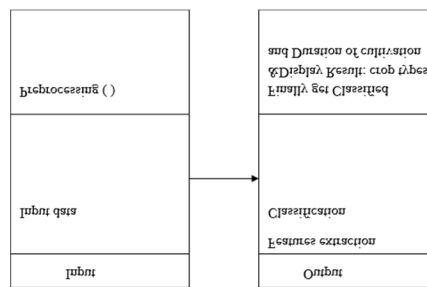 Input
Input data
Preprocessing ( )
Output
Features extraction
Classification
Finally get Classified
&Display Result: crop types
and Duration of cultivation